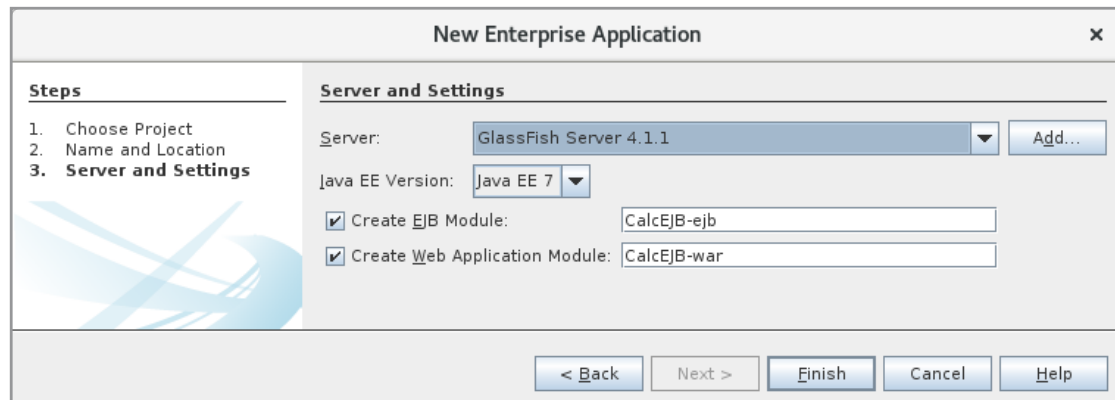 New Enterprise Application
×
Steps
1. Choose Project
2. Name and Location
3. Server and Settings
Server and Settings
Server: GlassFish Server 4.1.1 Add...
Java EE Version: Java EE 7
Create EJB Module: CalcEJB-ejb
Create Web Application Module: CalcEJB-war
< Back Next > Finish Cancel Help